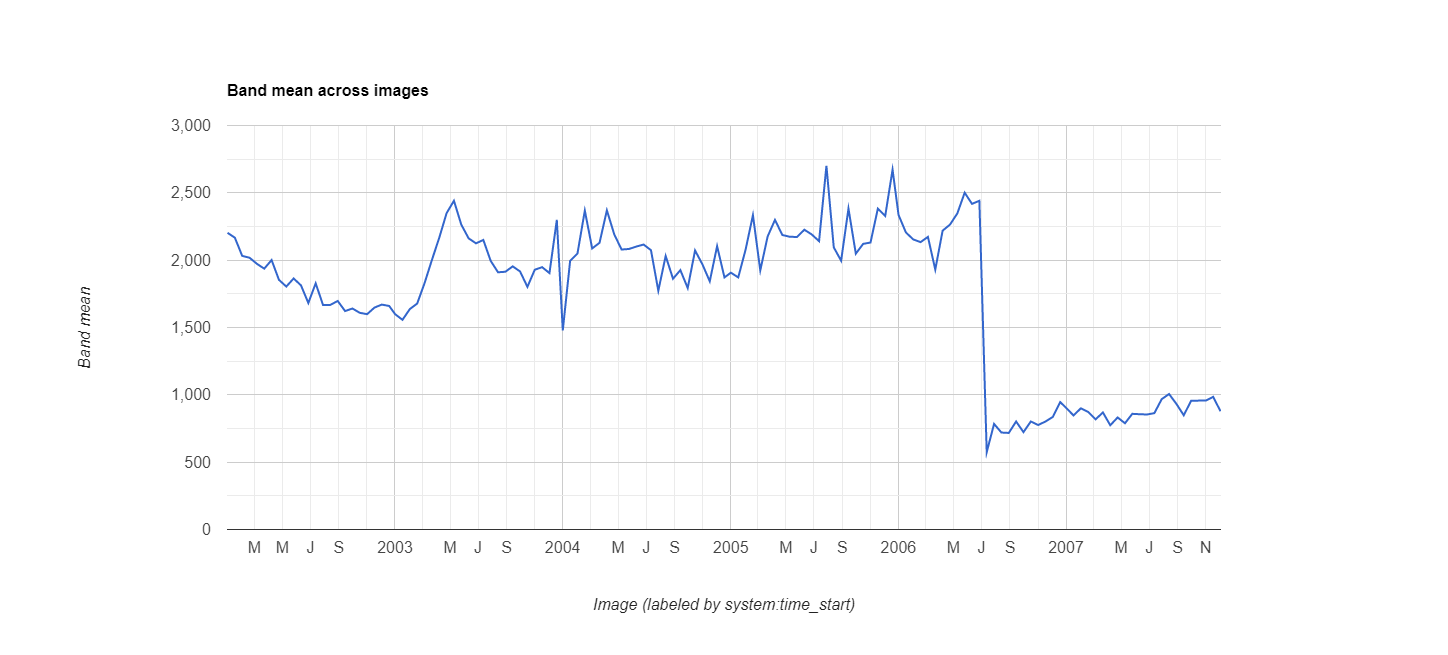 Band mean across images
3,000
2,500
2,000
1,500
1,000
500
0
Band mean
M M J S 2003 M J S 2004 M J S 2005 M J S 2006 M J S 2007 M J S N
Image (labeled by system:time_start)